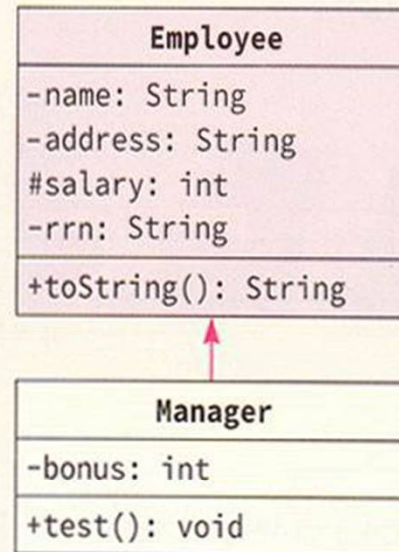 Employee
-name: String
-address: String
#salary: int
-rrn: String
+toString(): String
Manager
-bonus: int
+test(): void